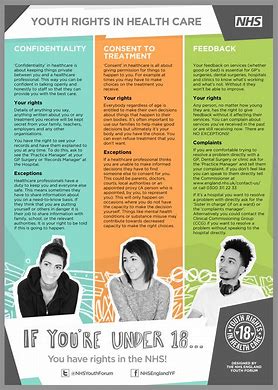 YOUTH RIGHTS IN HEALTH CARE
NHS
CONFIDENTIALITY
'Confidentiality' in healthcare is
about keeping things private
between you and a healthcare
professional. This way you can be
confident in talking openly and
honestly to staff so that they can
provide you with the best care.
Your rights
Details of anything you say,
anything written about you or any
treatment you receive will be kept
secret from your family, teachers,
employers and any other
organisations.
You have the right to see your
records and have them explained to
you at any time. To do this, ask to
see the 'Practice Manager' at your
GP Surgery or 'Records Manager' at
the Hospital.
Exceptions
Healthcare professionals have a
duty to keep you and everyone else
safe. This means sometimes they
have to share information about
you on a need-to-know basis, if
they think that you are putting
yourself or others in danger. It is
their job to share information with
family, school, or the relevant
authorities. It is your right to be told
if this is going to happen.
CONSENT TO
TREATMENT
'Consent' in healthcare is all about
giving permission for things to
happen to you. For example at
times you may have to make
choices on the treatment you
receive.
Your rights
Everybody regardless of age is
entitled to make their own decisions
about things that happen to their
own bodies. It's often important to
use our families to help us make
decisions but ultimately it's your
body and you have the choice. You
can even refuse vital treatment that
you need.
Exceptions
If a healthcare professional thinks
you are unable to make informed
decisions they have to find
someone else to consent for you.
This could be parents, doctors,
courts, local authorities or an
appointed proxy (A person who,
appointed by you, to represent
you). This will only happen on
occasions where you do not have
the capacity to make the decision
yourself. Things like mental health
conditions or substance misuse may
contribute towards decreased
capacity to make the right choices.
FEEDBACK
Your feedback on services (whether
good or bad) is essential for GP's
surgeries, dental surgeries, hospitals
and clinics to know what's working
and what's not. Without it they
won't be able to improve.
Your rights
Any person, no matter how young
they are, has the right to give
feedback without it affecting their
services. You can complain about
services you've received in the past
or are still receiving now. There are
NO EXCEPTIONS!
Complaints
If you are comfortable trying to
resolve a problem directly with a
GP, Dental Surgery or clinic ask for
the 'Practice Manager' and tell them
your complaint. If you don't feel that
you can speak to them directly tell
the Commissioner:
www.england.nhs.uk/contact-us/
or call 0300 311 22 33
If it's a hospital you want to resolve
a problem with directly ask for the
'Sister in charge' (if on a ward) or
the 'complaints manager'.
Alternatively you could contact the
Clinical Commissioning Group
(CCG) if you don't want to resolve a
problem without speaking to the
hospital directly.
IF YOU'RE UNDER 18...
You have rights in the NHS!
@NHSYouthForum
NHSEnglandYF
YOUTH RIGHTS
-18-
IN HEALTH CARE
DESIGNED BY
THE NHS ENGLAND
YOUTH FORUM